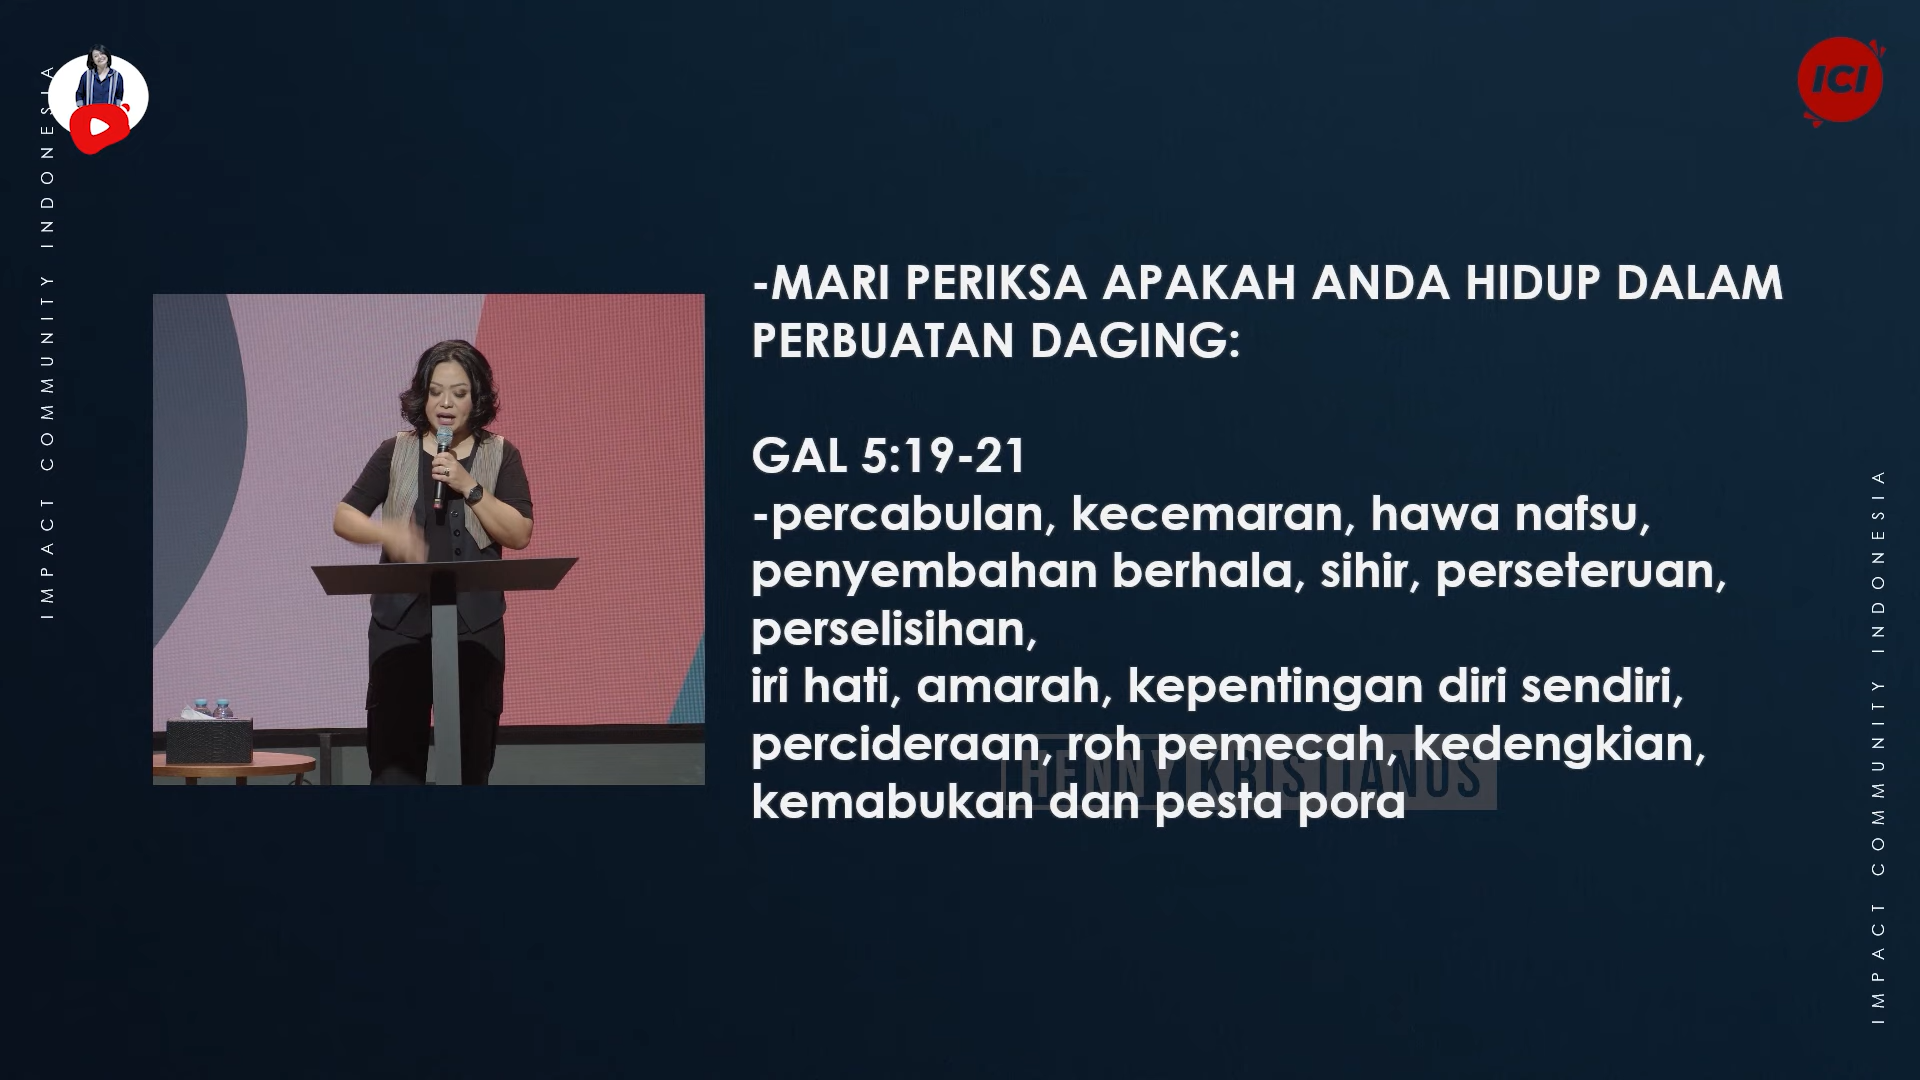 IMPACT COMMUNITY INDONESIA
ICI
-MARI PERIKSA APAKAH ANDA HIDUP DALAM
PERBUATAN DAGING:
GAL 5:19-21
-percabulan, kecemaran, hawa nafsu,
penyembahan berhala, sihir, perseteruan,
perselisihan,
iri hati, amarah, kepentingan diri sendiri,
percideraan, roh pemecah, kedengkian,
kemabukan dan pesta pora
HENNY KRISTIANUS
IMPACT COMMUNITY INDONESIA